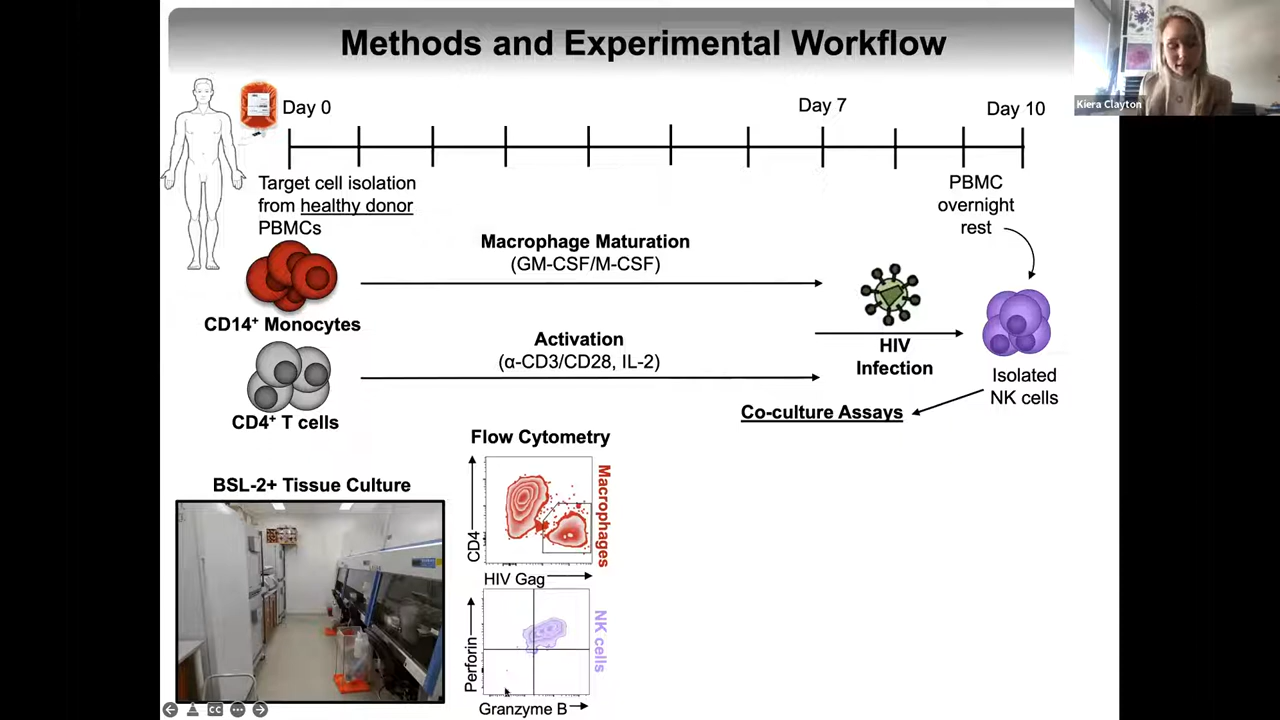 Methods and Experimental Workflow
Kiera Clayton
Day 0
Day 7
Day 10
Target cell isolation
from healthy donor
PBMCs
PBMC
overnight
rest
Macrophage Maturation
(GM-CSF/M-CSF)
CD14⁺ Monocytes
Activation
(α-CD3/CD28, IL-2)
CD4⁺ T cells
HIV
Infection
Isolated
NK cells
Co-culture Assays
Flow Cytometry
CD4
HIV Gag
Macrophages
Perforin
Granzyme B
NK cells
BSL-2+ Tissue Culture
CC